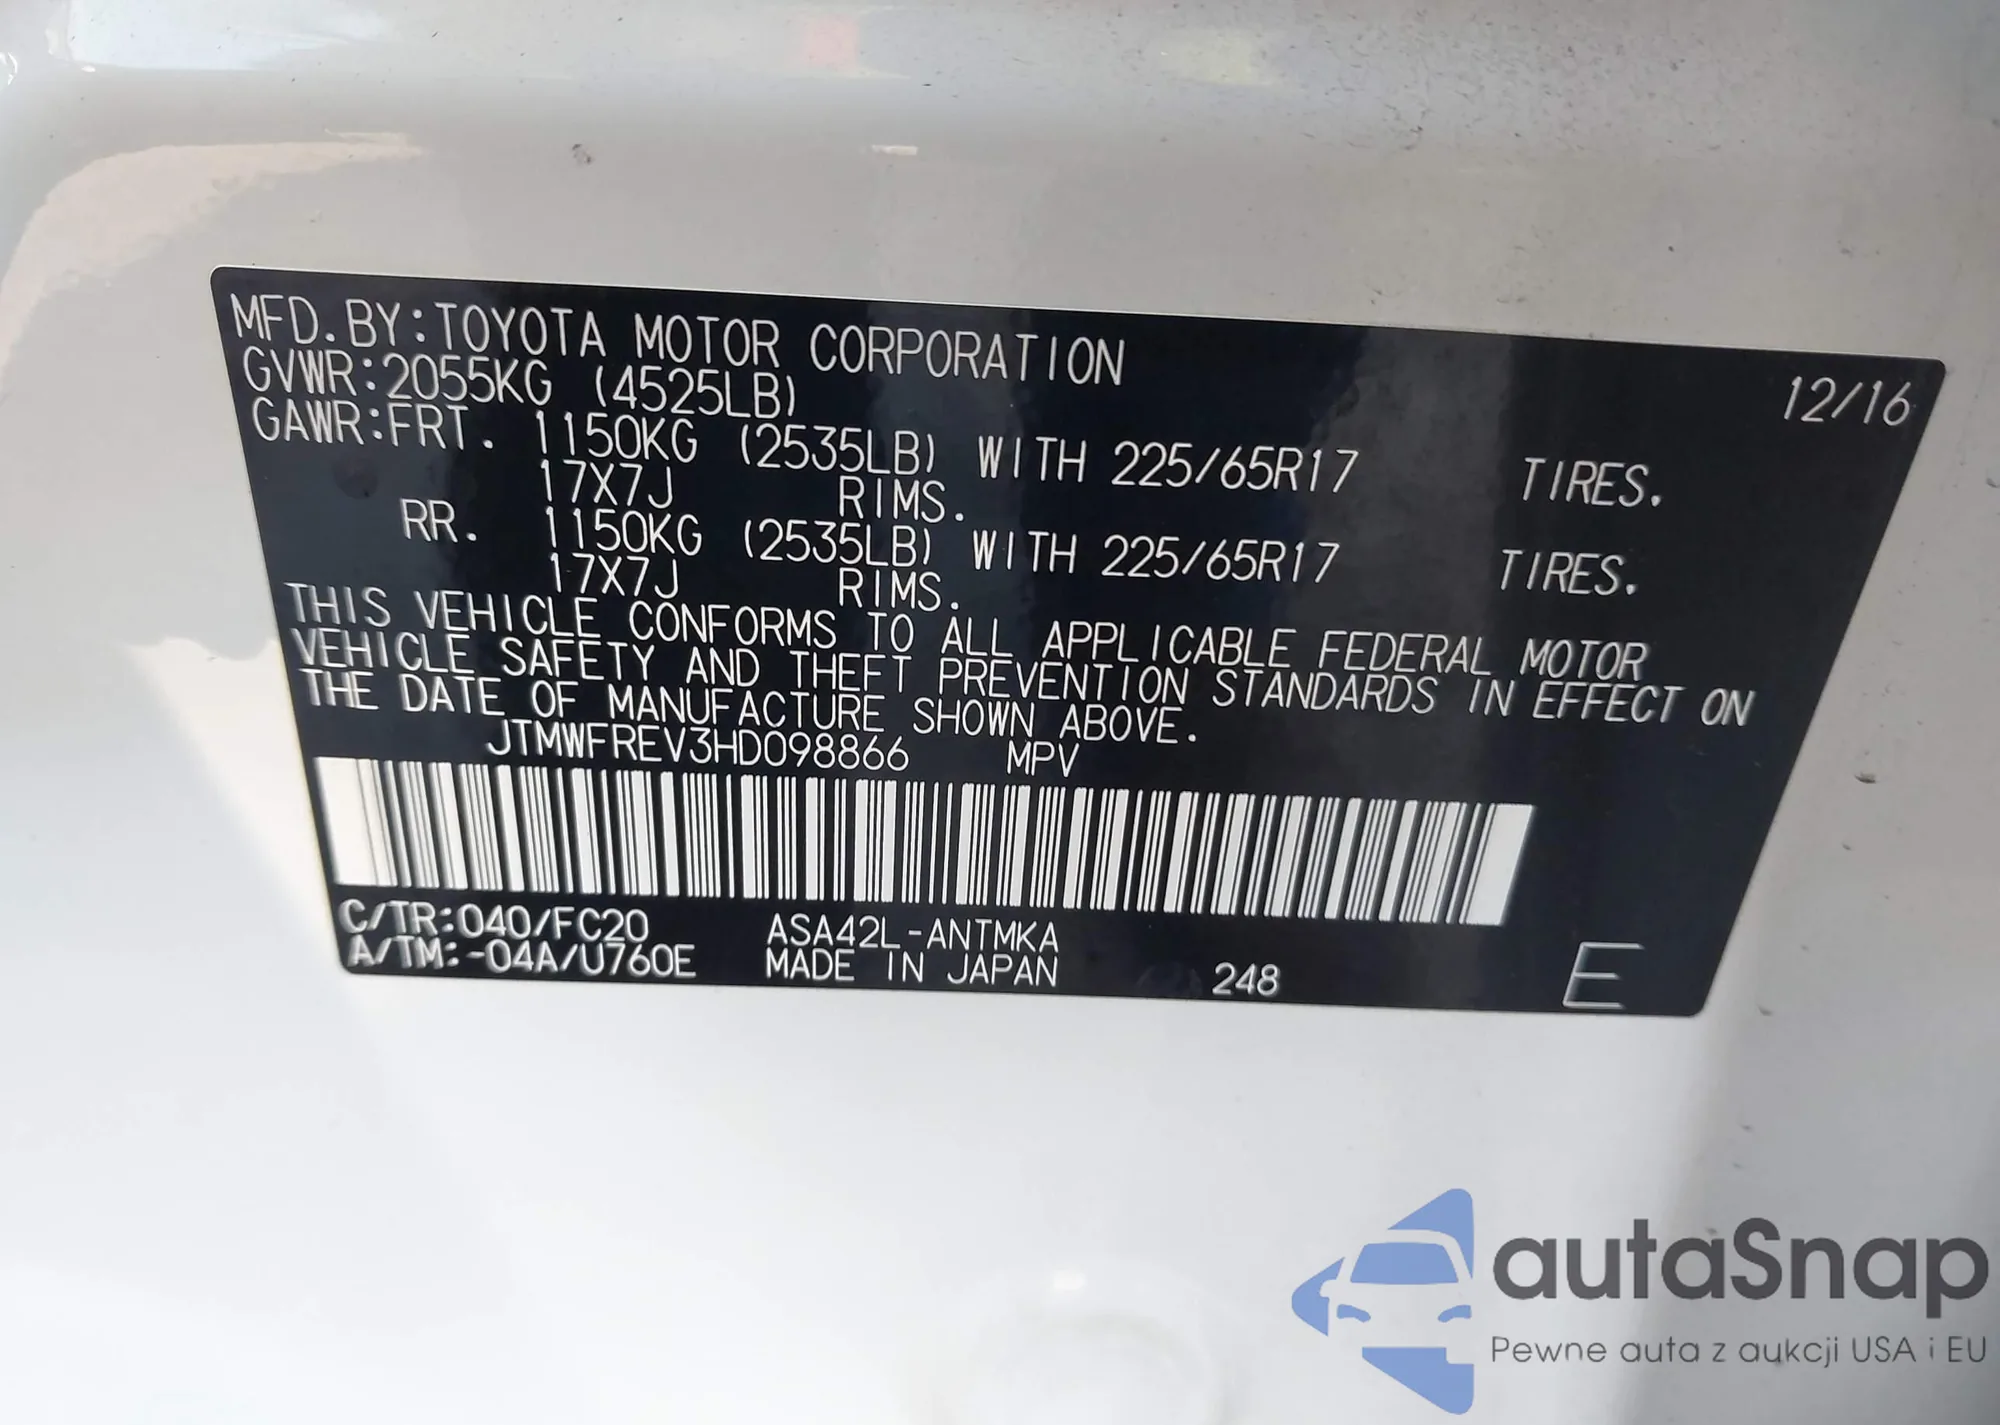 MFD.BY:TOYOTA MOTOR CORPORATION 12/16
GVWR:2055KG (4525LB)
GAWR:FRT. 1150KG (2535LB) WITH 225/65R17 TIRES.
17X7J RIMS.
RR. 1150KG (2535LB) WITH 225/65R17 TIRES.
17X7J RIMS.
THIS VEHICLE CONFORMS TO ALL APPLICABLE FEDERAL MOTOR
VEHICLE SAFETY AND THEFT PREVENTION STANDARDS IN EFFECT ON
THE DATE OF MANUFACTURE SHOWN ABOVE.
JTMWFREV3HD098866 MPV
C/TR:040/FC20 ASA42L-ANTMKA
A/TM:-04A/U760E MADE IN JAPAN 248 E
autaSnap
Pewne auta z aukcji USA i EU